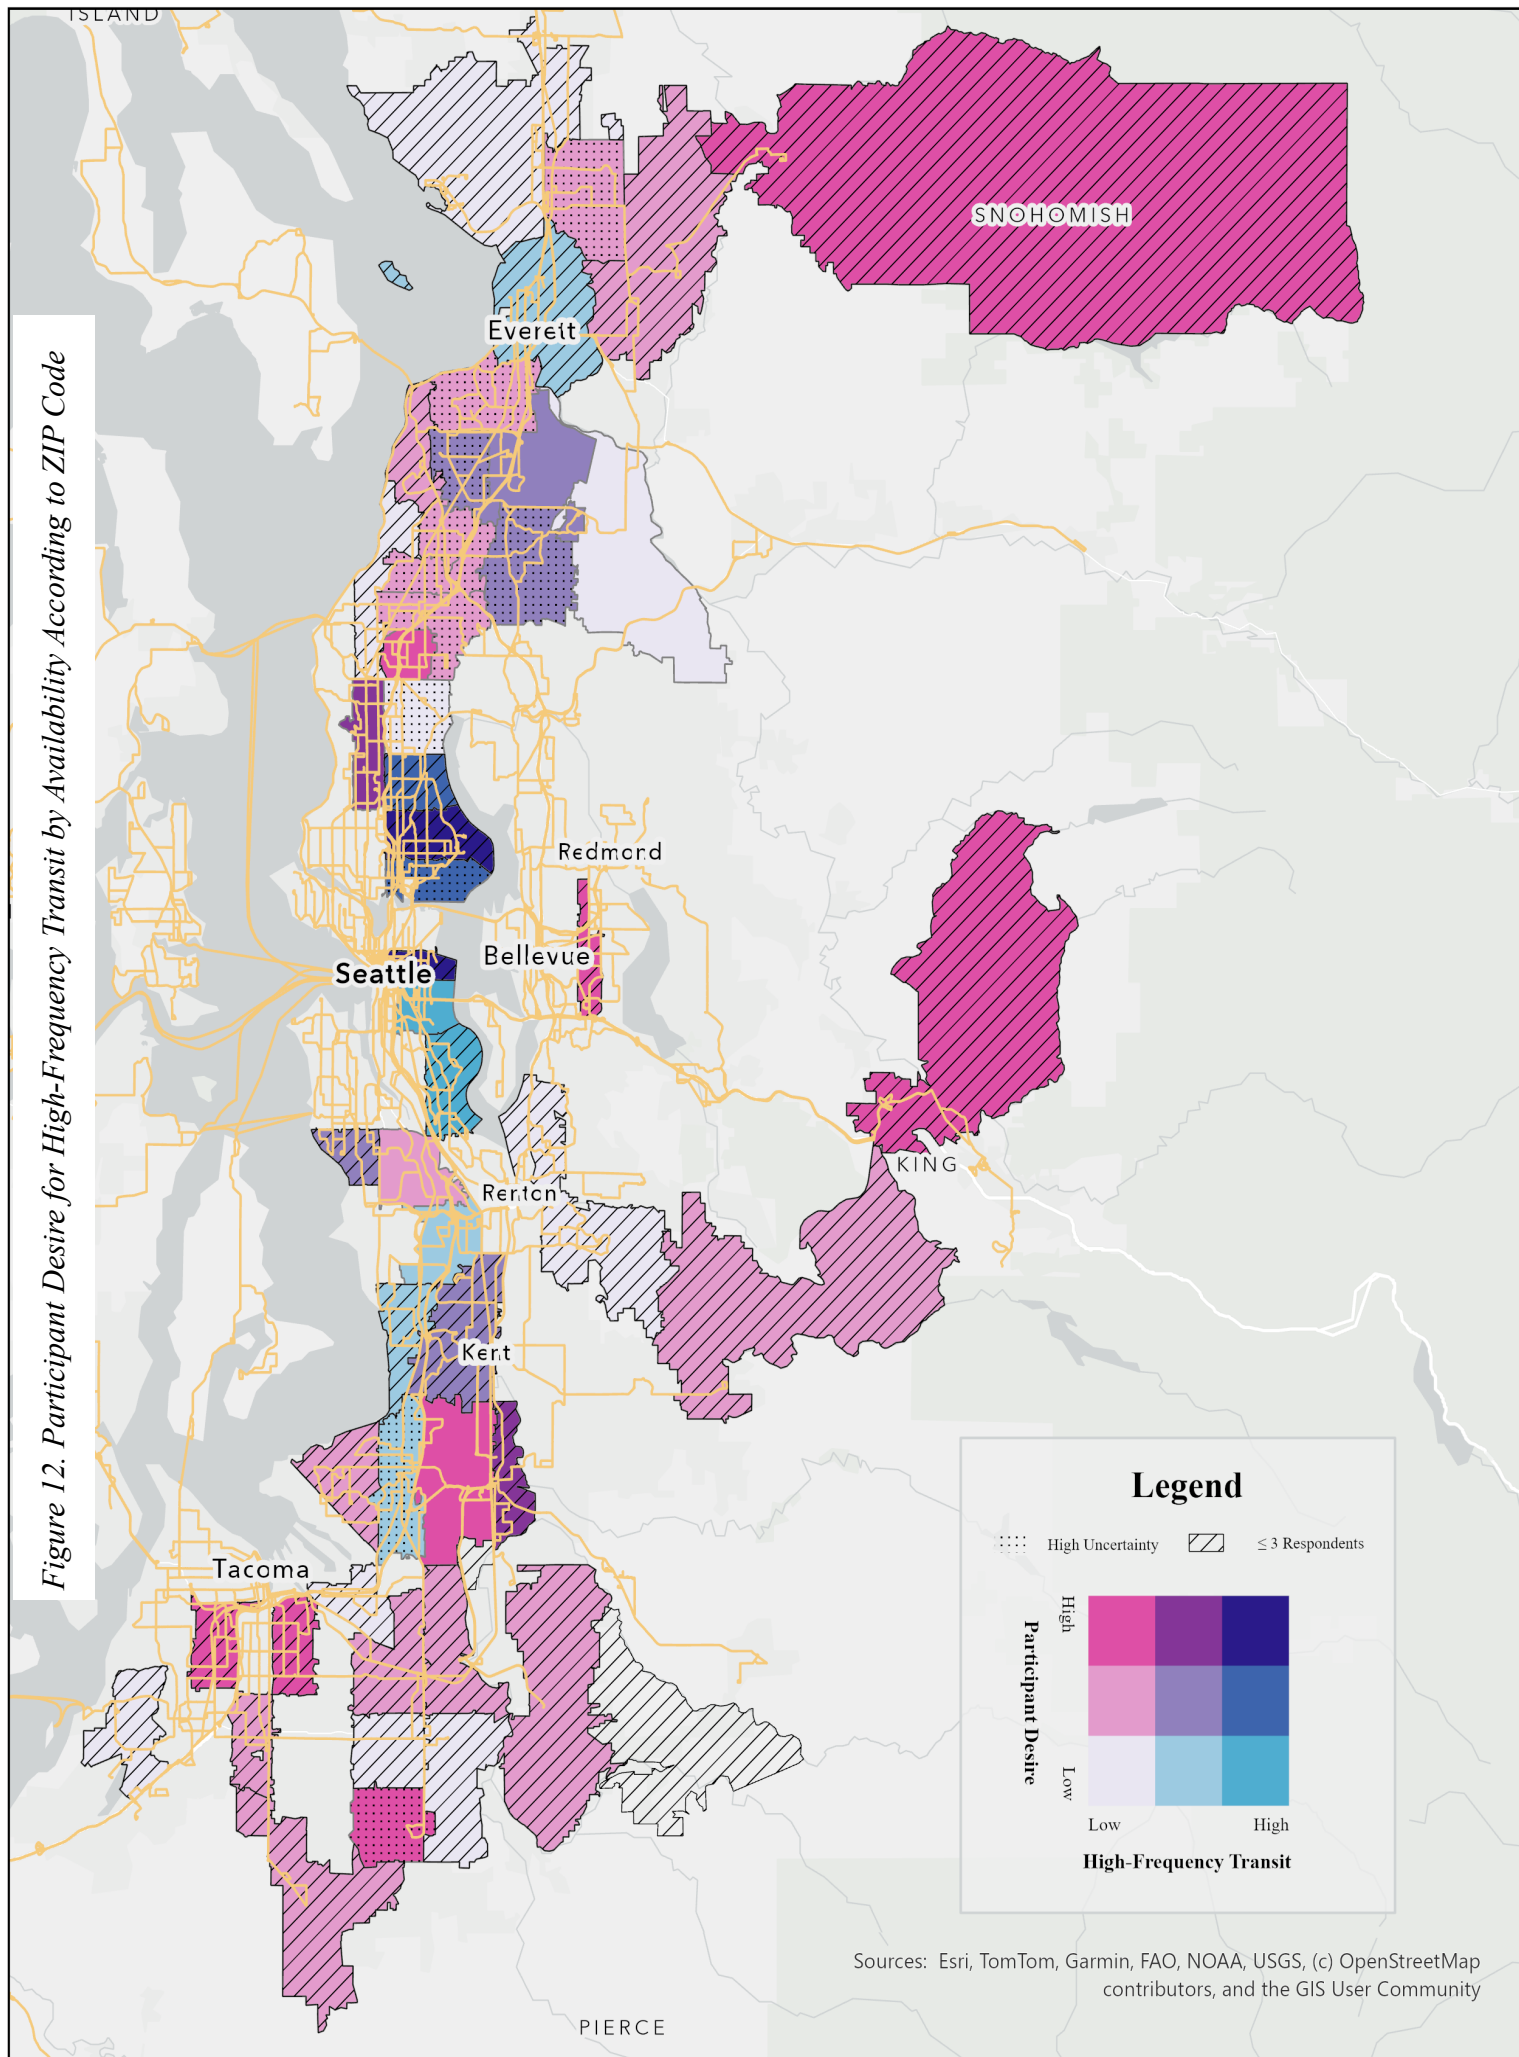 ISLAND
SNOHOMISH
Everett
Figure 12. Participant Desire for High-Frequency Transit by Availability According to ZIP Code
Redmond
Bellevue
Seattle
KING
Renton
Kent
Tacoma
Legend
High Uncertainty
≤ 3 Respondents
High
Participant Desire
Low
Low
High
High-Frequency Transit
Sources: Esri, TomTom, Garmin, FAO, NOAA, USGS, (c) OpenStreetMap
contributors, and the GIS User Community
PIERCE